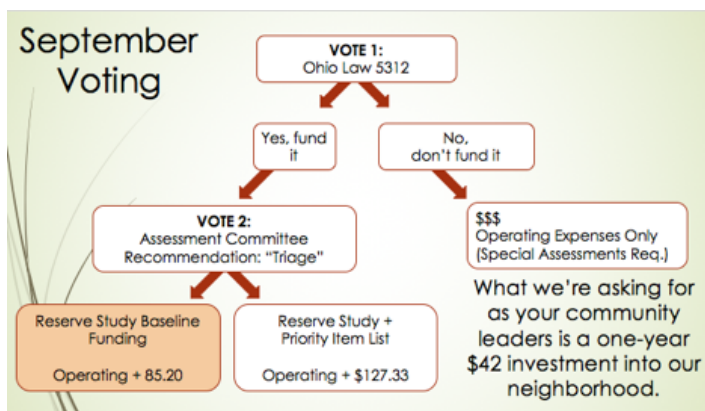 September
Voting
VOTE 1:
Ohio Law 5312
Yes, fund
it
No,
don't fund it
VOTE 2:
Assessment Committee
Recommendation: "Triage"
$$$
Operating Expenses Only
(Special Assessments Req.)
Reserve Study Baseline
Funding
Operating + 85.20
Reserve Study +
Priority Item List
Operating + $127.33
What we're asking for
as your community
leaders is a one-year
$42 investment into our
neighborhood.